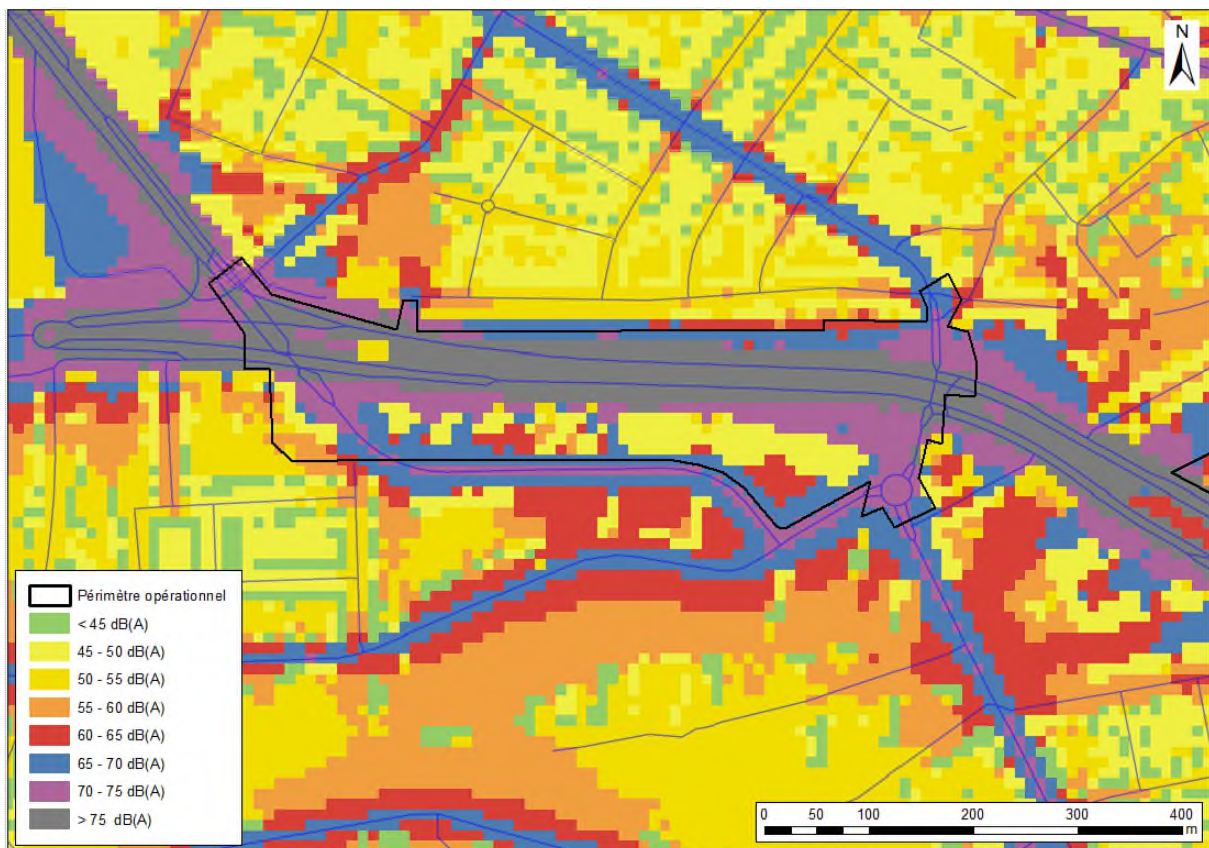 N
Périmètre opérationnel
< 45 dB(A)
45 - 50 dB(A)
50 - 55 dB(A)
55 - 60 dB(A)
60 - 65 dB(A)
65 - 70 dB(A)
70 - 75 dB(A)
> 75 dB(A)
0 50 100 200 300 400
m